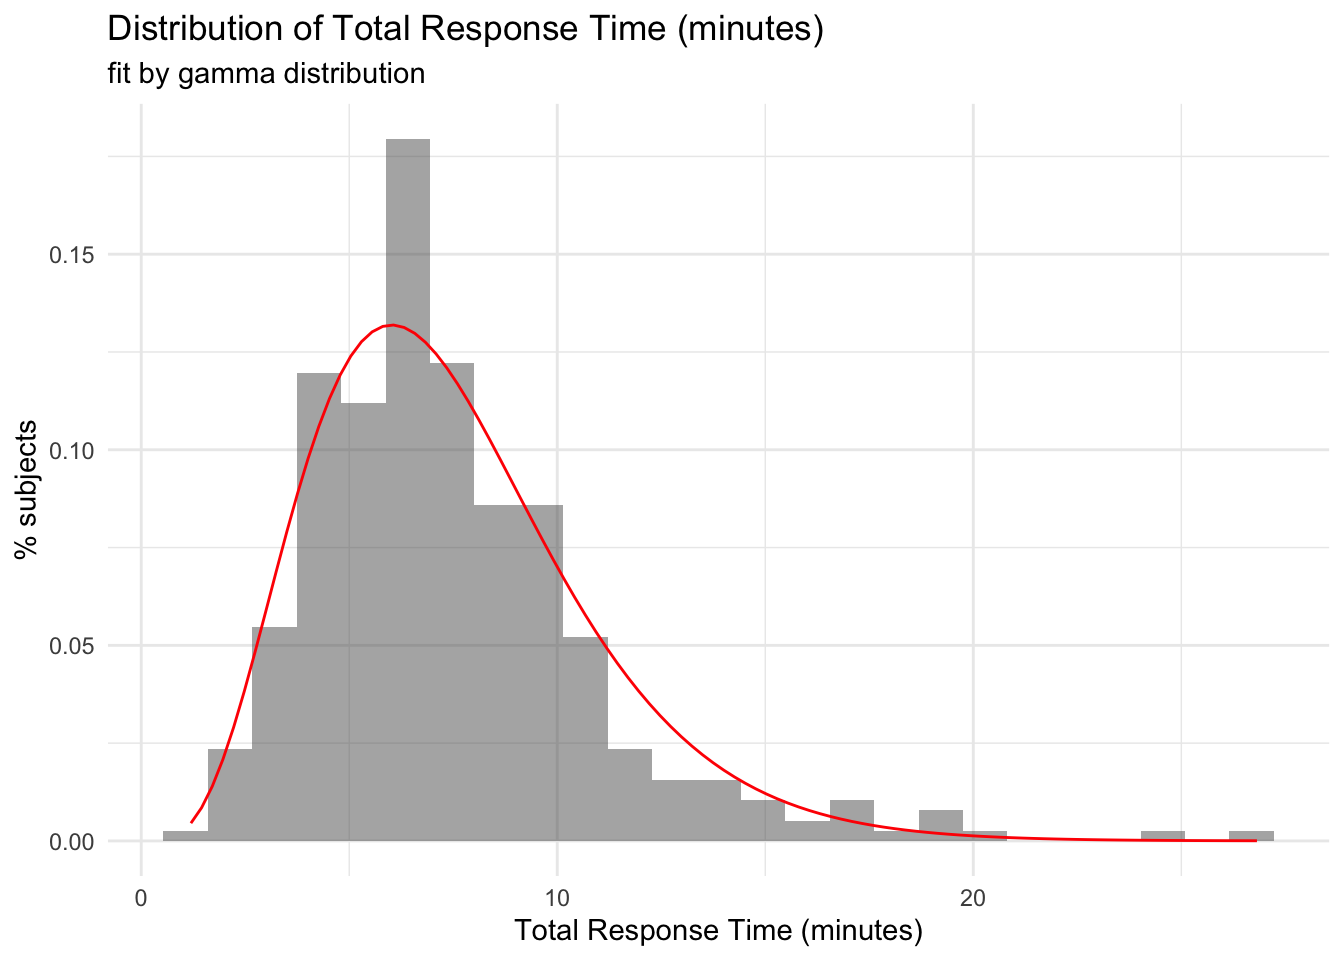 Distribution of Total Response Time (minutes)
fit by gamma distribution
% subjects
0.15
0.10
0.05
0.00
0 10 20
Total Response Time (minutes)